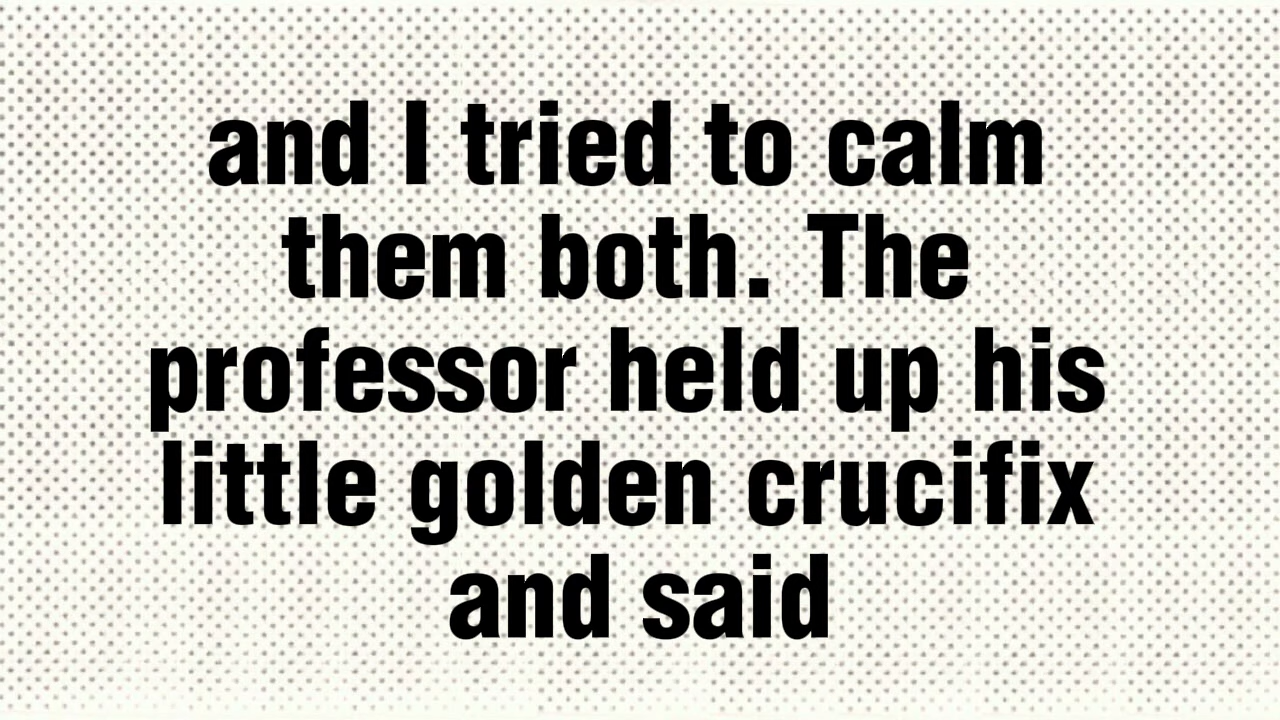 and I tried to calm
them both. The
professor held up his
little golden crucifix
and said